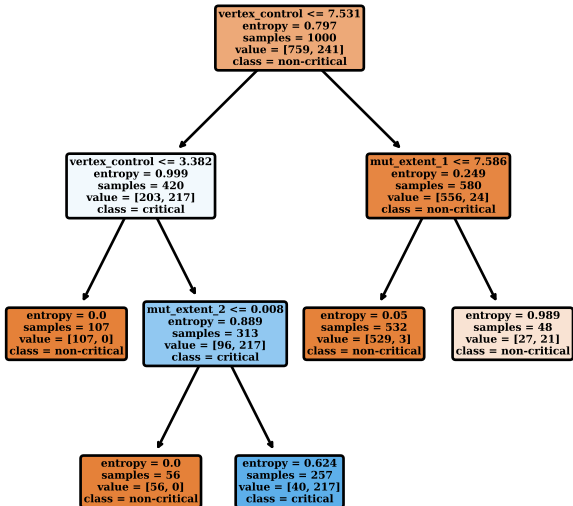 vertex_control <= 7.531
entropy = 0.797
samples = 1000
value = [759, 241]
class = non-critical
vertex_control <= 3.382
entropy = 0.999
samples = 420
value = [203, 217]
class = critical
mut_extent_1 <= 7.586
entropy = 0.249
samples = 580
value = [556, 24]
class = non-critical
entropy = 0.0
samples = 107
value = [107, 0]
class = non-critical
mut_extent_2 <= 0.008
entropy = 0.889
samples = 313
value = [96, 217]
class = critical
entropy = 0.05
samples = 532
value = [529, 3]
class = non-critical
entropy = 0.989
samples = 48
value = [27, 21]
class = non-critical
entropy = 0.0
samples = 56
value = [56, 0]
class = non-critical
entropy = 0.624
samples = 257
value = [40, 217]
class = critical